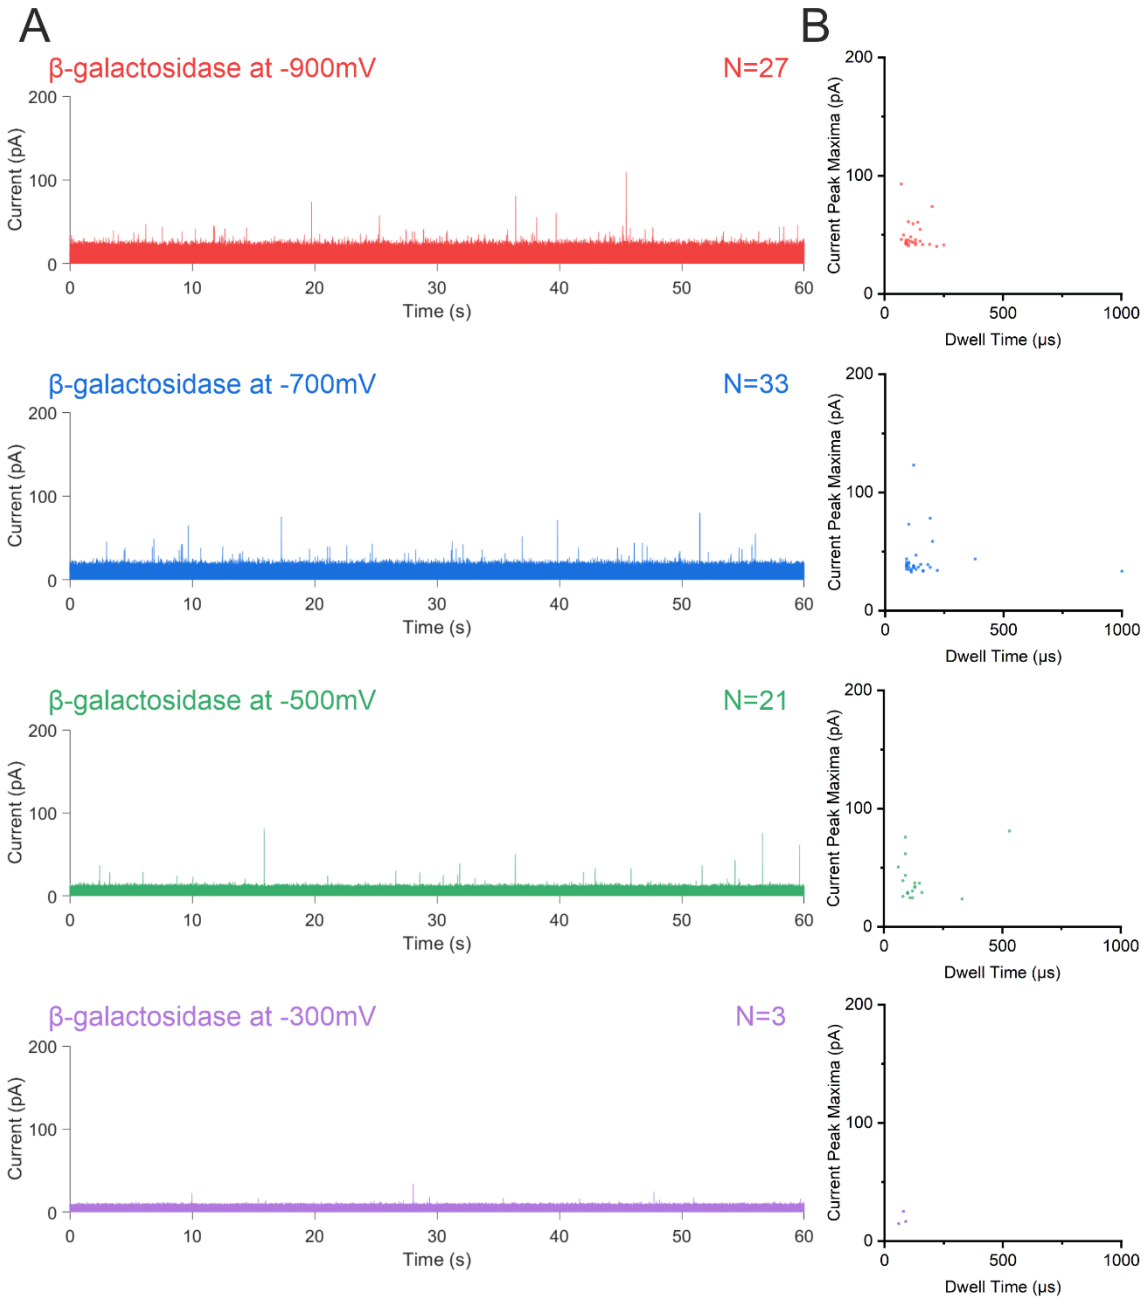 A
B
β-galactosidase at -900mV
N=27
Current (pA)
200
100
0
0 10 20 30 40 50 60
Time (s)
Current Peak Maxima (pA)
200
100
0
0 500 1000
Dwell Time (µs)
β-galactosidase at -700mV
N=33
Current (pA)
200
100
0
0 10 20 30 40 50 60
Time (s)
Current Peak Maxima (pA)
200
100
0
0 500 1000
Dwell Time (µs)
β-galactosidase at -500mV
N=21
Current (pA)
200
100
0
0 10 20 30 40 50 60
Time (s)
Current Peak Maxima (pA)
200
100
0
0 500 1000
Dwell Time (µs)
β-galactosidase at -300mV
N=3
Current (pA)
200
100
0
0 10 20 30 40 50 60
Time (s)
Current Peak Maxima (pA)
200
100
0
0 500 1000
Dwell Time (µs)